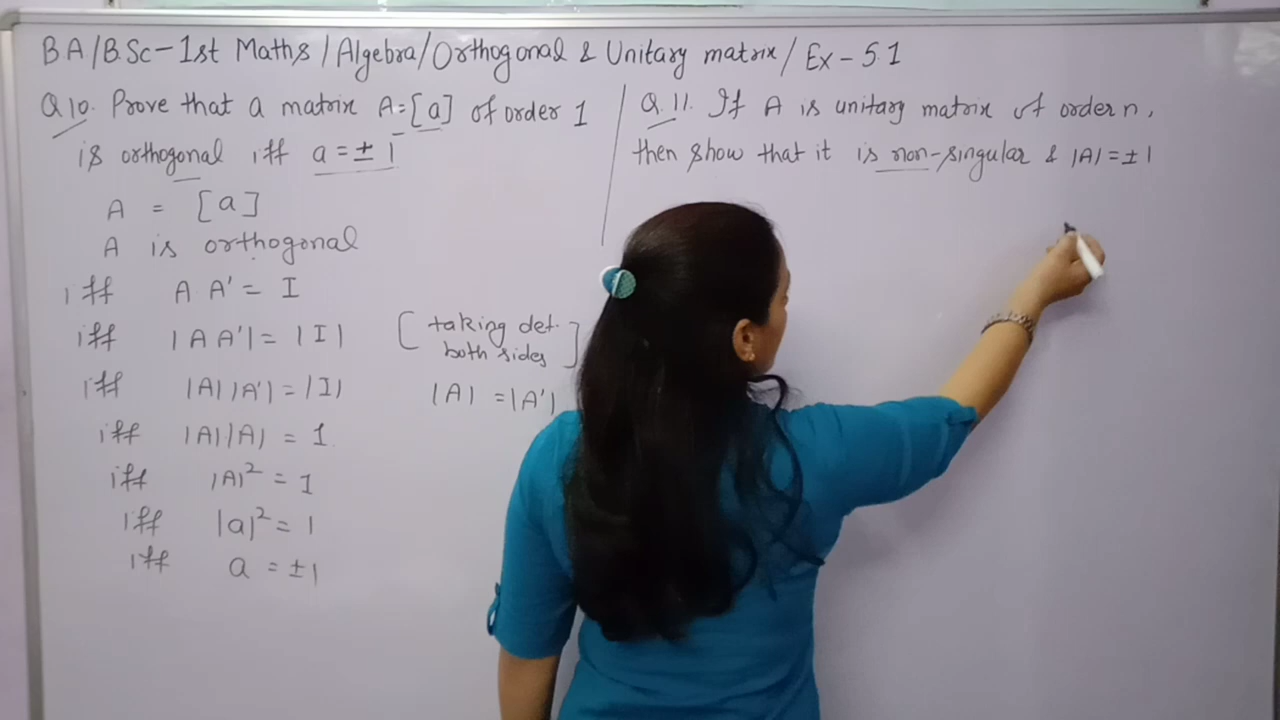 BA/BSc-1st Maths/Algebra/Orthogonal & Unitary matrix/Ex-5.1
Q10. Prove that a matrix A=[a] of order 1
is orthogonal iff a=±1
A = [a]
A is orthogonal
iff A A' = I
iff |A A'| = |I| [taking det. both sides]
iff |A||A'| = |I| |A| = |A'|
iff |A||A| = 1.
iff |A|² = 1
iff |a|² = 1
iff a = ±1
Q.11. If A is unitary matrix of order n,
then show that it is non-singular & |A|=±1